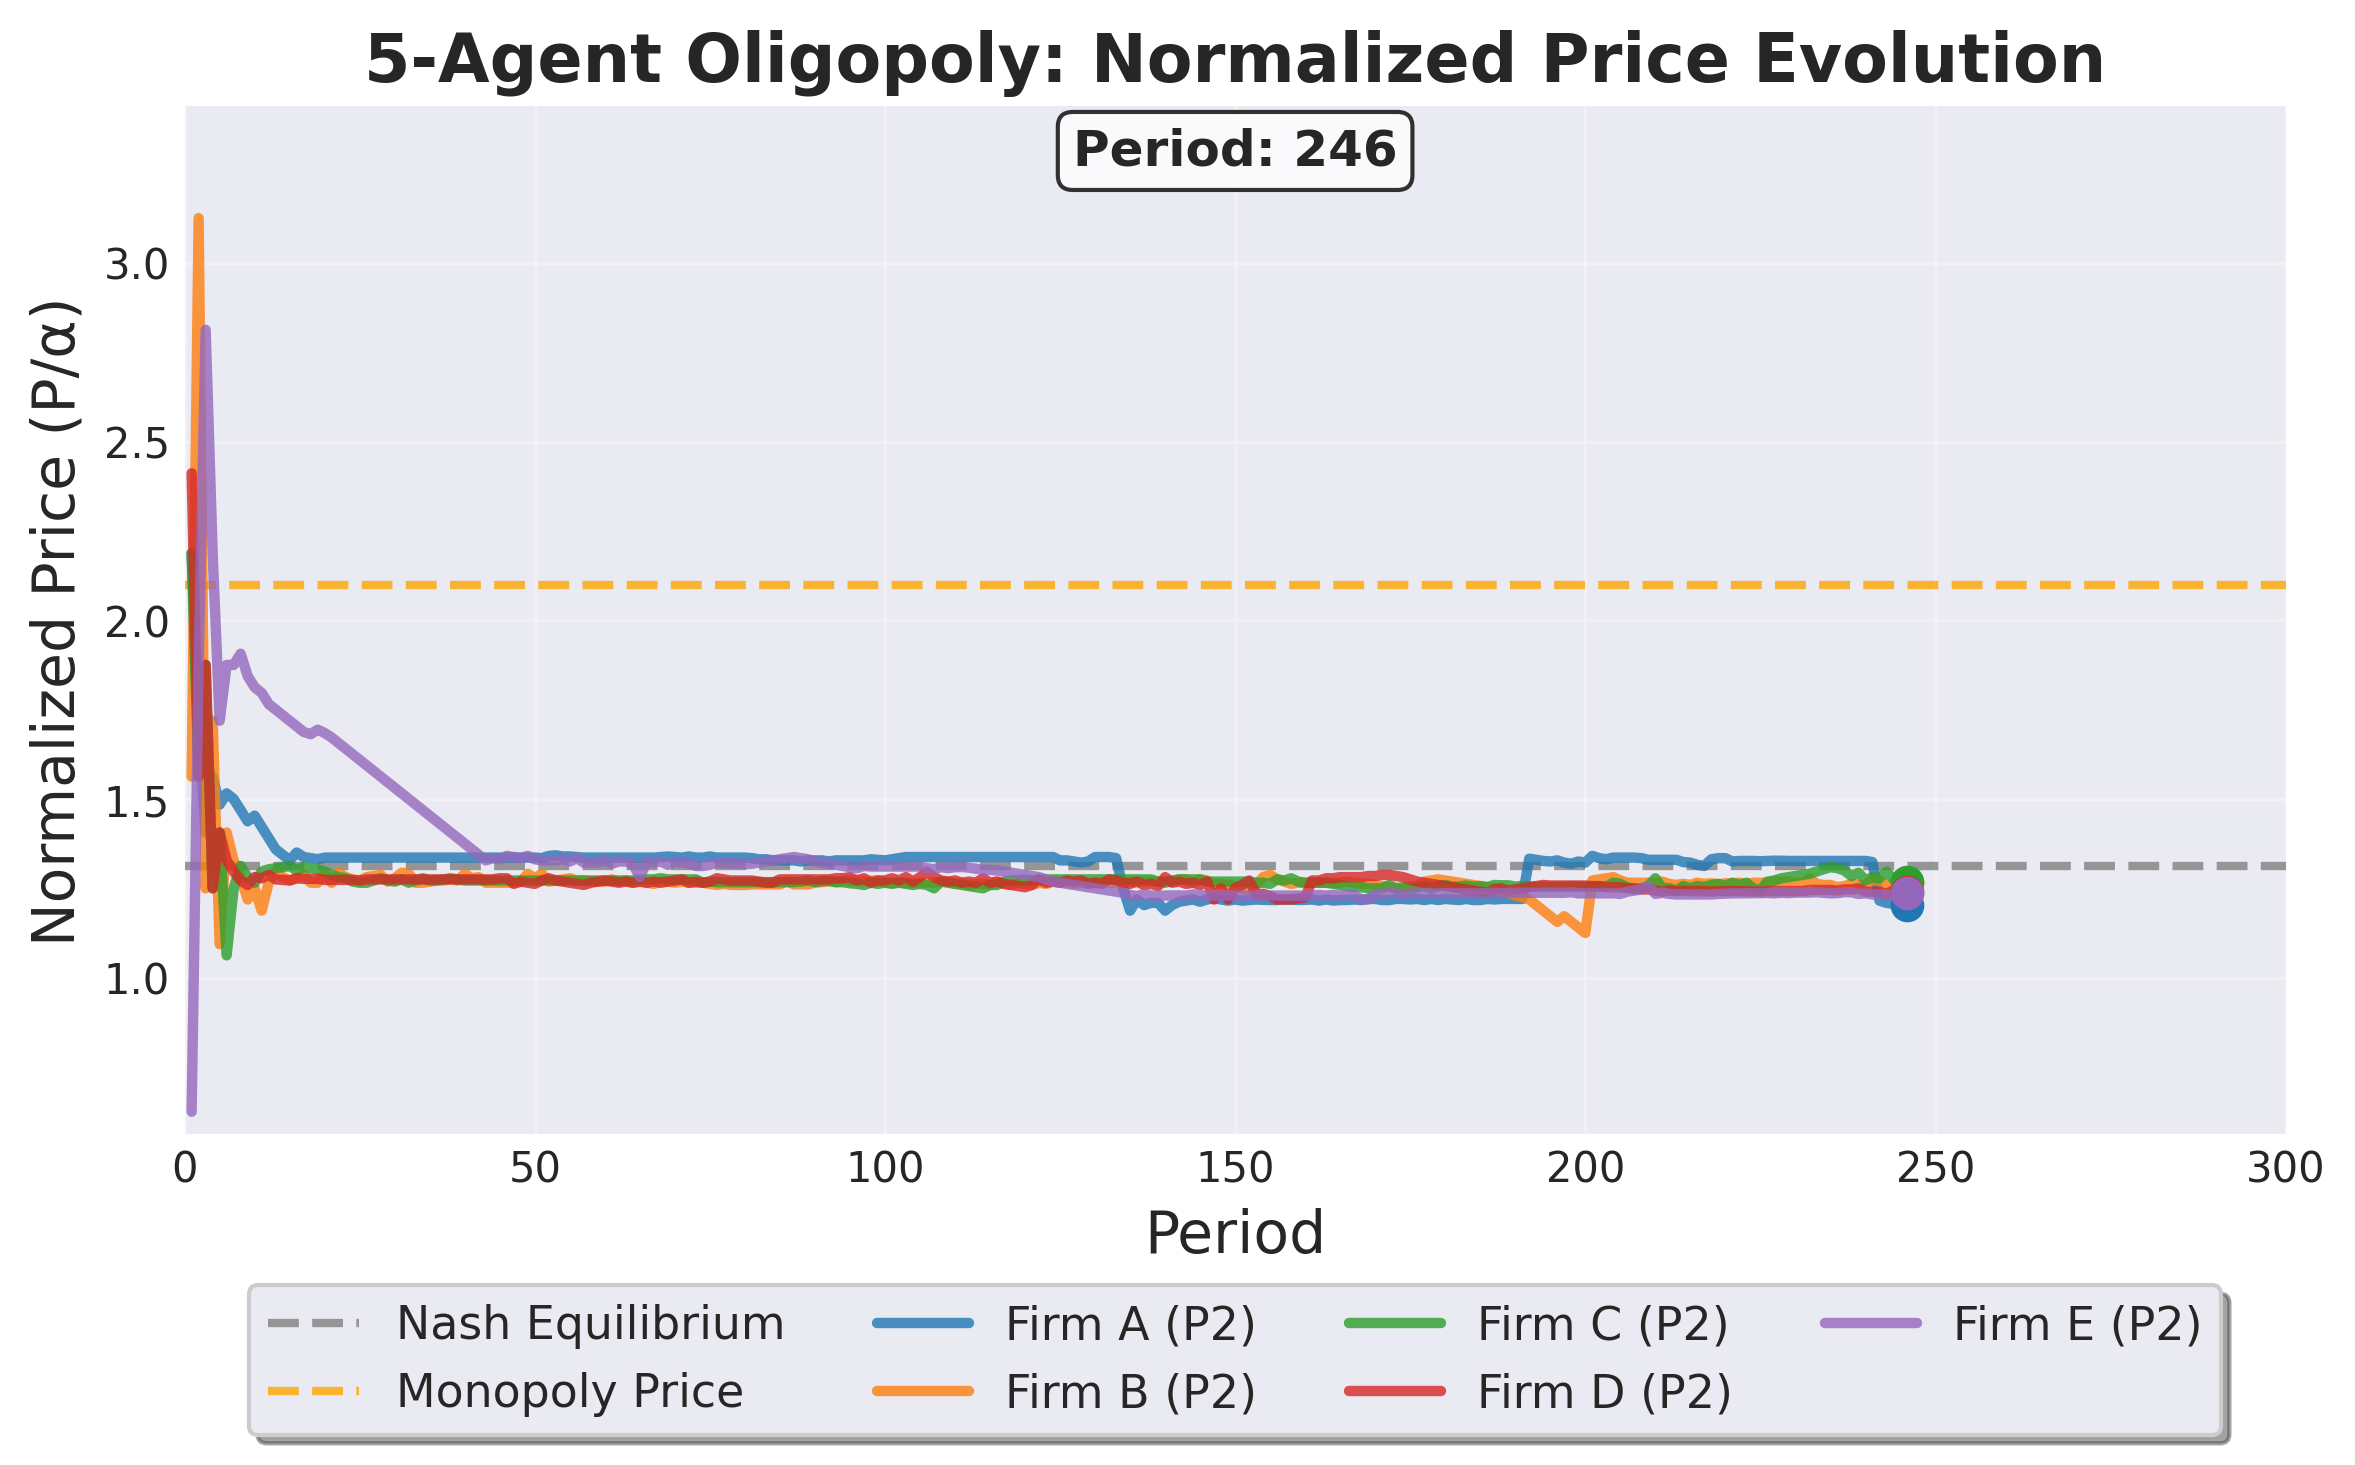 5-Agent Oligopoly: Normalized Price Evolution
Period: 246
Normalized Price (P/α)
3.0
2.5
2.0
1.5
1.0
0 50 100 150 200 250 300
Period
Nash Equilibrium Firm A (P2) Firm C (P2) Firm E (P2)
Monopoly Price Firm B (P2) Firm D (P2)